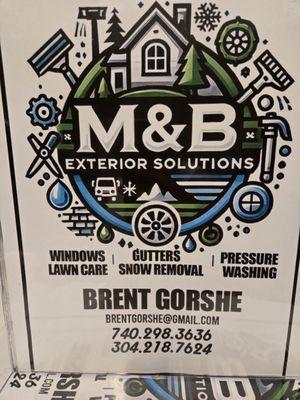 M&B
EXTERIOR SOLUTIONS
WINDOWS | GUTTERS | PRESSURE
LAWN CARE SNOW REMOVAL WASHING
BRENT GORSHE
BRENTGORSHE@GMAIL.COM
740.298.3636
304.218.7624